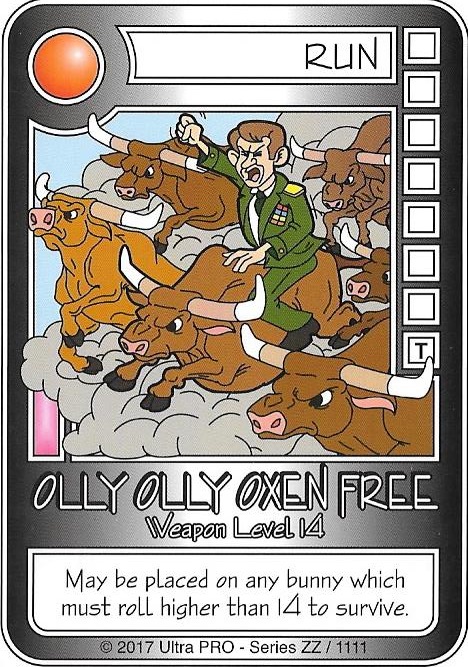 RUN
T
OLLY OLLY OXEN FREE
Weapon Level 14
May be placed on any bunny which
must roll higher than 14 to survive.
© 2017 Ultra PRO - Series ZZ / 1111